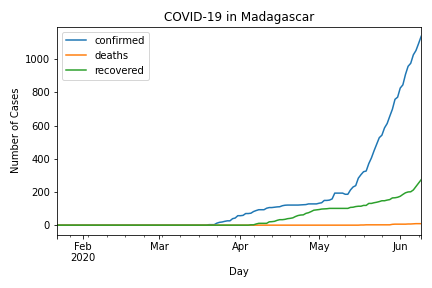 COVID-19 in Madagascar
confirmed
deaths
recovered
Number of Cases
1000
800
600
400
200
0
Feb
2020
Mar
Apr
May
Jun
Day